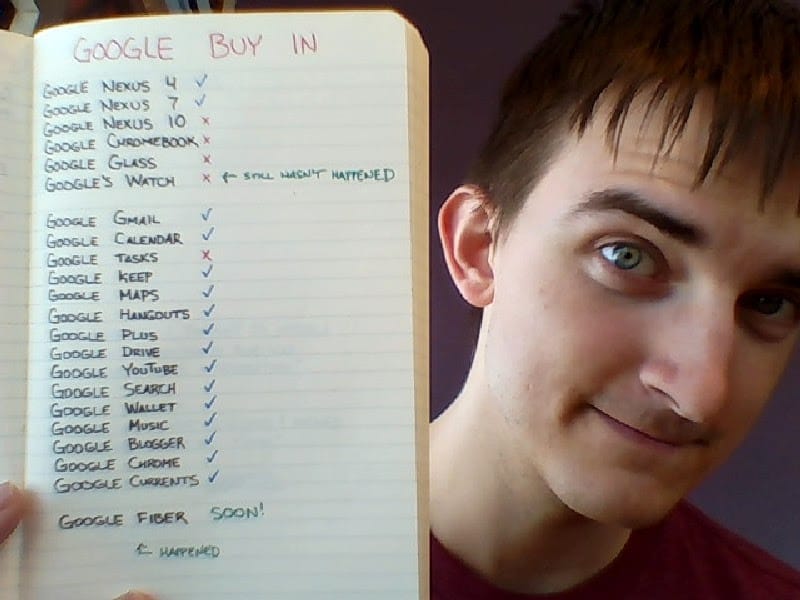 GOOGLE BUY IN
GOOGLE NEXUS 4 ✓
GOOGLE NEXUS 7 ✓
GOOGLE NEXUS 10 ×
GOOGLE CHROMEBOOK ×
GOOGLE GLASS ×
GOOGLE'S WATCH × ← STILL HASN'T HAPPENED
GOOGLE GMAIL ✓
GOOGLE CALENDAR ✓
GOOGLE TASKS ×
GOOGLE KEEP ✓
GOOGLE MAPS ✓
GOOGLE HANGOUTS ✓
GOOGLE PLUS ✓
GOOGLE DRIVE ✓
GOOGLE YOUTUBE ✓
GOOGLE SEARCH ✓
GOOGLE WALLET ✓
GOOGLE MUSIC ✓
GOOGLE BLOGGER ✓
GOOGLE CHROME ✓
GOOGLE CURRENTS ✓
GOOGLE FIBER SOON!
← HAPPENED